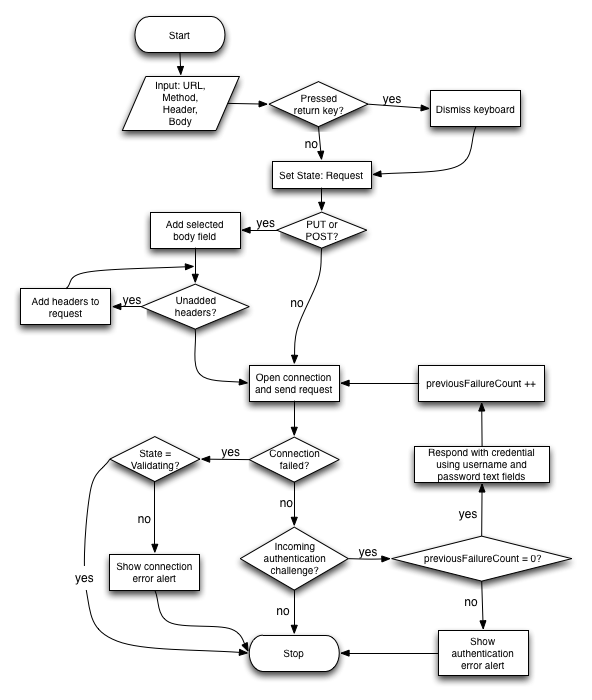 Start
Input: URL,
Method,
Header,
Body
Pressed
return key?
yes
Dismiss keyboard
no
Set State: Request
PUT or
POST?
yes
Add selected
body field
no
Unadded
headers?
yes
Add headers to
request
Open connection
and send request
previousFailureCount ++
Connection
failed?
yes
State =
Validating?
no
yes
Show connection
error alert
no
Incoming
authentication
challenge?
yes
previousFailureCount = 0?
yes
Respond with credential
using username and
password text fields
no
Show
authentication
error alert
no
Stop